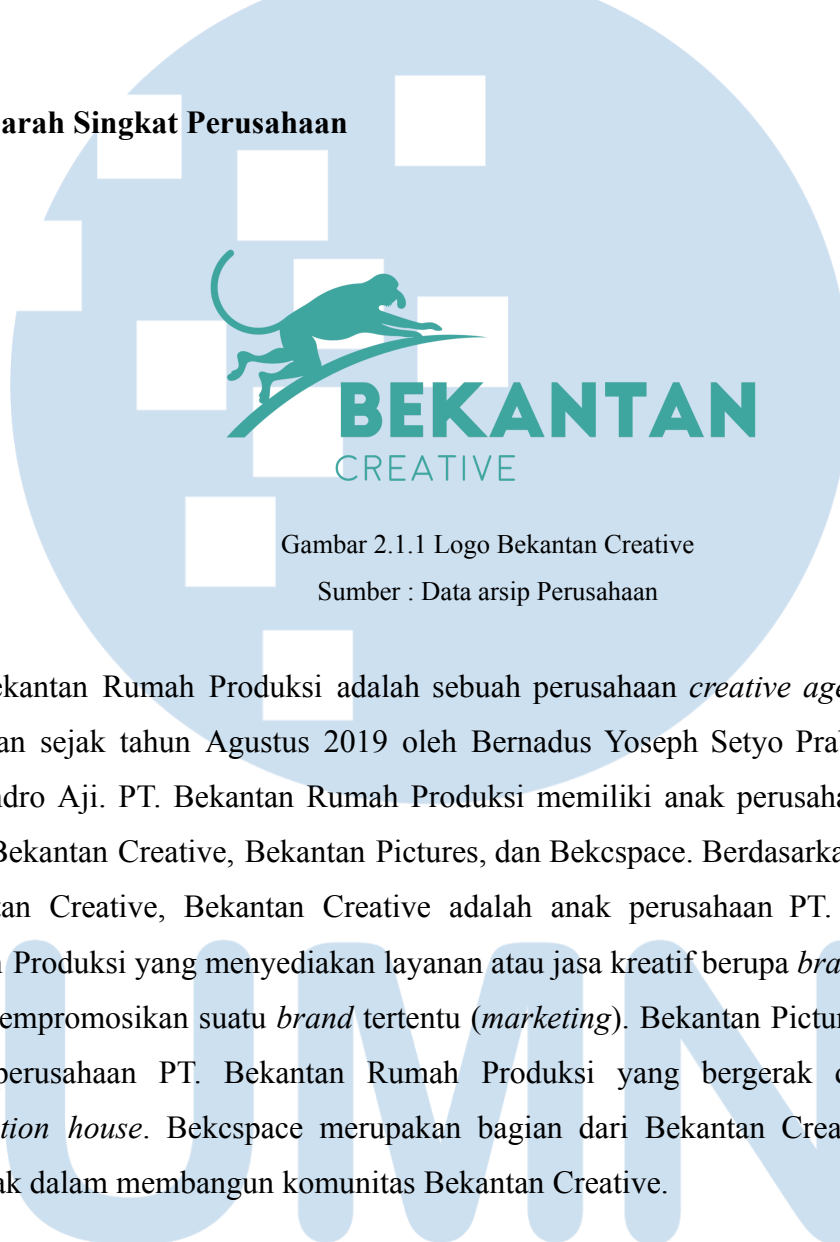 arah Singkat Perusahaan
BEKANTAN
CREATIVE
Gambar 2.1.1 Logo Bekantan Creative
Sumber : Data arsip Perusahaan
ekantan Rumah Produksi adalah sebuah perusahaan creative age
an sejak tahun Agustus 2019 oleh Bernadus Yoseph Setyo Pra
ndro Aji. PT. Bekantan Rumah Produksi memiliki anak perusaha
Bekantan Creative, Bekantan Pictures, dan Bekcspace. Berdasarka
tan Creative, Bekantan Creative adalah anak perusahaan PT.
Produksi yang menyediakan layanan atau jasa kreatif berupa bra
empromosikan suatu brand tertentu (marketing). Bekantan Pictur
perusahaan PT. Bekantan Rumah Produksi yang bergerak
tion house. Bekcspace merupakan bagian dari Bekantan Crea
ak dalam membangun komunitas Bekantan Creative.
UMN